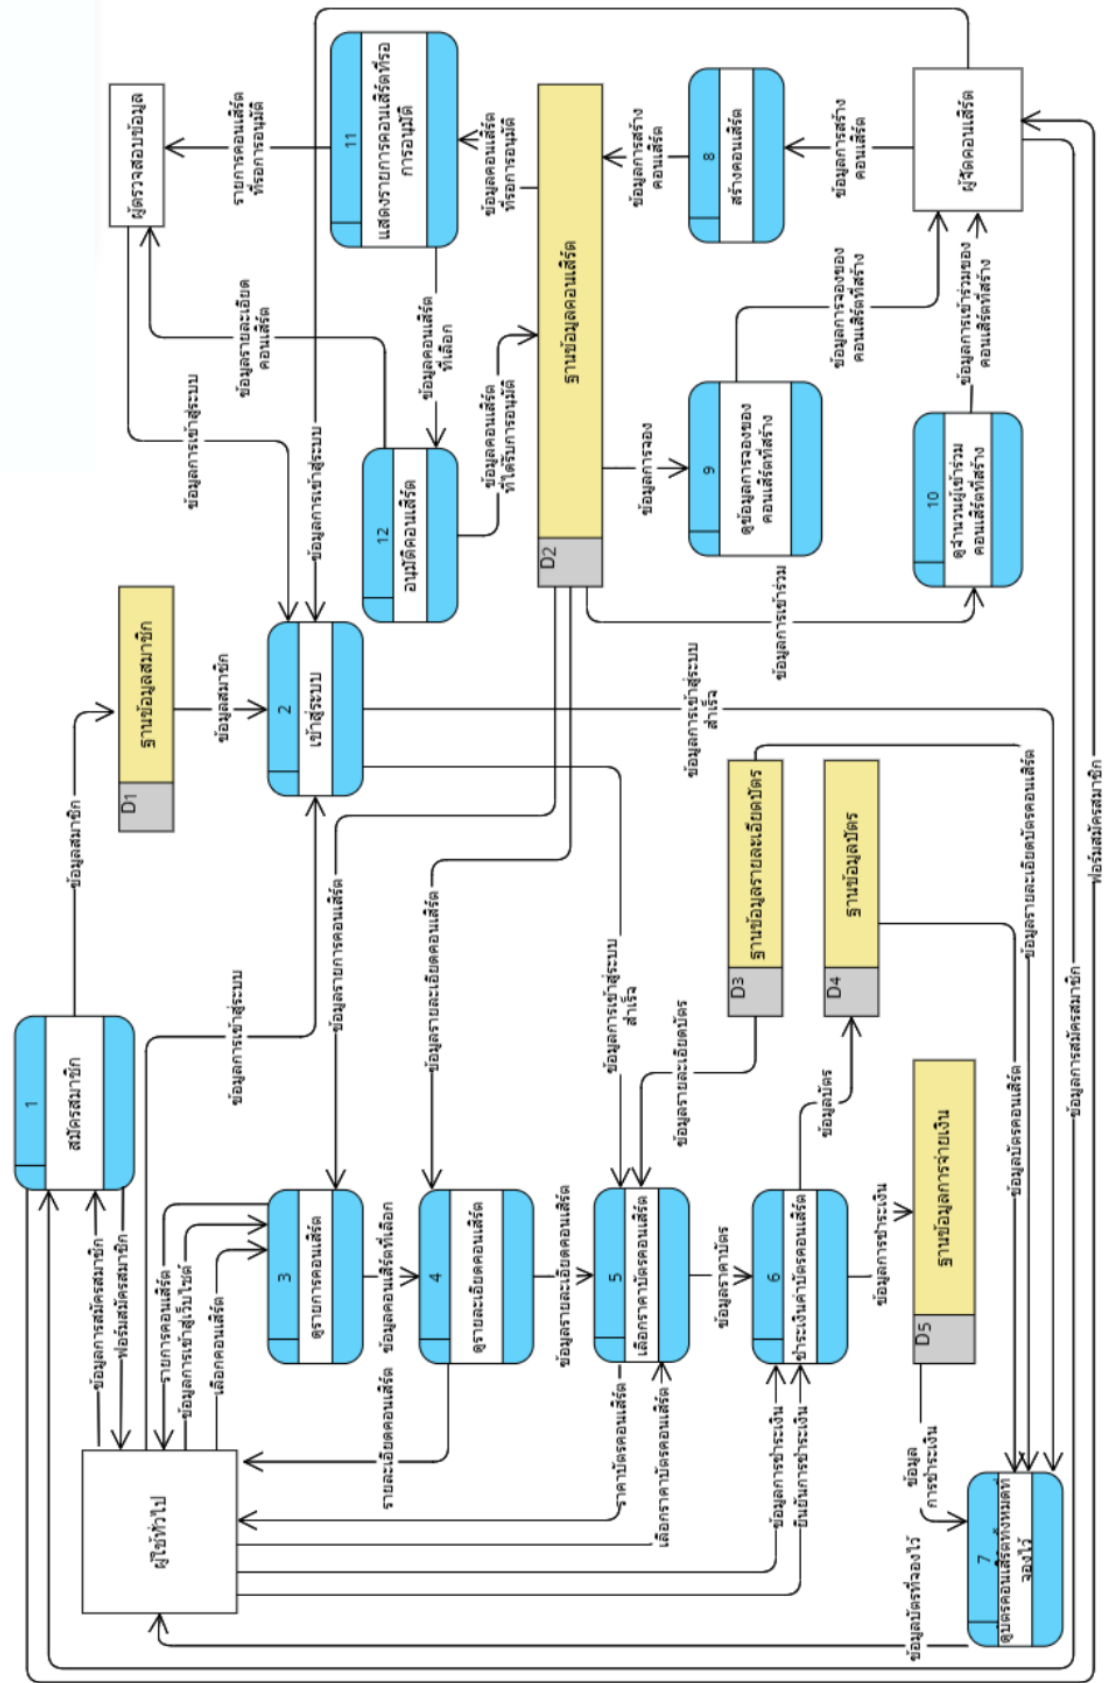 1
สมัครสมาชิก
ข้อมูลสมาชิก
ข้อมูลการสมัครสมาชิก
ฟอร์มสมัครสมาชิก
ผู้ใช้ทั่วไป
รายการคอนเสิร์ต
ข้อมูลการเข้าสู่เว็บไซต์
เลือกคอนเสิร์ต
ข้อมูลการเข้าสู่ระบบ
D1
ฐานข้อมูลสมาชิก
ข้อมูลสมาชิก
ผู้ตรวจสอบข้อมูล
ข้อมูลการเข้าสู่ระบบ
ข้อมูลรายละเอียด
คอนเสิร์ต
รายการคอนเสิร์ต
ที่รอการอนุมัติ
3
ดูรายการคอนเสิร์ต
ข้อมูลรายการคอนเสิร์ต
2
เข้าสู่ระบบ
ข้อมูลการเข้าสู่ระบบ
11
แสดงรายการคอนเสิร์ตที่รอ
การอนุมัติ
รายละเอียดคอนเสิร์ต
ข้อมูลคอนเสิร์ตที่เลือก
12
อนุมัติคอนเสิร์ต
ข้อมูลคอนเสิร์ต
ที่เลือก
4
ดูรายละเอียดคอนเสิร์ต
ข้อมูลรายละเอียดคอนเสิร์ต
ข้อมูลคอนเสิร์ต
ที่ได้รับการอนุมัติ
ข้อมูลคอนเสิร์ต
ที่รอการอนุมัติ
ข้อมูลรายละเอียดคอนเสิร์ต
D2
ฐานข้อมูลคอนเสิร์ต
ราคาบัตรคอนเสิร์ต
เลือกราคาบัตรคอนเสิร์ต
5
เลือกราคาบัตรคอนเสิร์ต
ข้อมูลการเข้าสู่ระบบ
สำเร็จ
ข้อมูลรายละเอียดบัตร
ข้อมูลการจอง
ข้อมูลการสร้าง
คอนเสิร์ต
ข้อมูลราคาบัตร
ข้อมูลการเข้าสู่ระบบ
สำเร็จ
9
ดูข้อมูลการจองของ
คอนเสิร์ตที่สร้าง
8
สร้างคอนเสิร์ต
ข้อมูลการชำระเงิน
ยืนยันการชำระเงิน
6
ชำระเงินค่าบัตรคอนเสิร์ต
D3
ฐานข้อมูลรายละเอียดบัตร
ข้อมูลการเข้าร่วม
ข้อมูลบัตร
D4
ฐานข้อมูลบัตร
ข้อมูลการจองของ
คอนเสิร์ตที่สร้าง
ข้อมูลการสร้าง
คอนเสิร์ต
ข้อมูลการชำระเงิน
ข้อมูลบัตรที่จองไว้
ข้อมูล
การชำระเงิน
D5
ฐานข้อมูลการจ่ายเงิน
10
ดูจำนวนผู้เข้าร่วม
คอนเสิร์ตที่สร้าง
ข้อมูลการเข้าร่วมของ
คอนเสิร์ตที่สร้าง
ผู้จัดคอนเสิร์ต
7
ดูบัตรคอนเสิร์ตทั้งหมดที่
จองไว้
ข้อมูลบัตรคอนเสิร์ต
ข้อมูลรายละเอียดบัตรคอนเสิร์ต
ข้อมูลการสมัครสมาชิก
ฟอร์มสมัครสมาชิก